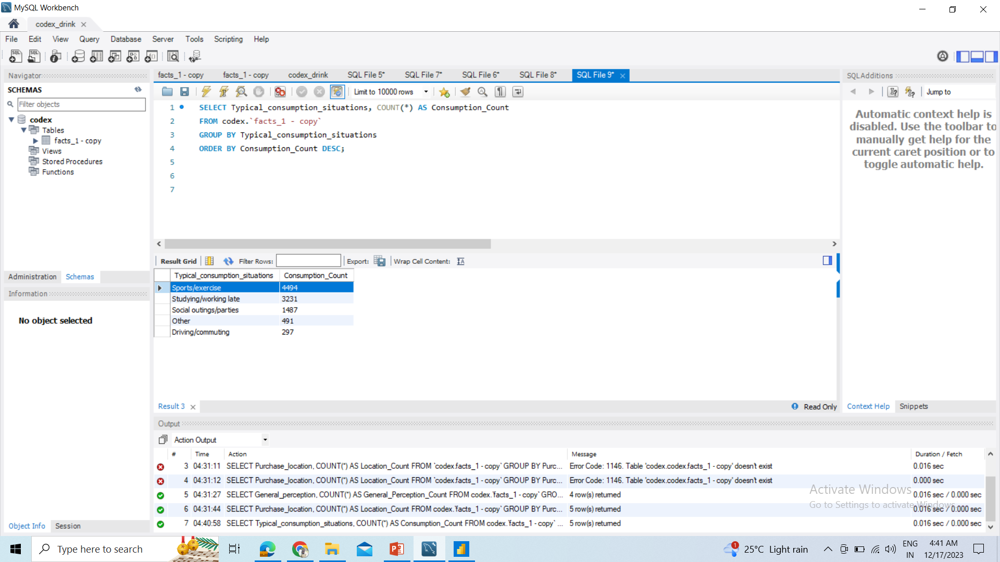 MySQL Workbench
codex_drink
File Edit View Query Database Server Tools Scripting Help
Navigator
SCHEMAS
Filter objects
codex
Tables
facts_1 - copy
Views
Stored Procedures
Functions
Administration Schemas
Information
No object selected
Object Info Session
facts_1 - copy facts_1 - copy codex_drink SQL File 5* SQL File 7* SQL File 6* SQL File 8* SQL File 9*
Limit to 10000 rows
1 SELECT Typical_consumption_situations, COUNT(*) AS Consumption_Count
2 FROM codex.`facts_1 - copy`
3 GROUP BY Typical_consumption_situations
4 ORDER BY Consumption_Count DESC;
5
6
7
Result Grid Filter Rows: Export: Wrap Cell Content:
Typical_consumption_situations Consumption_Count
Sports/exercise 4494
Studying/working late 3231
Social outings/parties 1487
Other 491
Driving/commuting 297
Result 3 Read Only
SQLAdditions
Jump to
Automatic context help is
disabled. Use the toolbar to
manually get help for the
current caret position or to
toggle automatic help.
Context Help Snippets
Output
Action Output
# Time Action Message Duration / Fetch
3 04:31:11 SELECT Purchase_location, COUNT(*) AS Location_Count FROM `codex.facts_1 - copy` GROUP BY Purc... Error Code: 1146. Table 'codex.codex.facts_1 - copy' doesn't exist 0.016 sec
4 04:31:12 SELECT Purchase_location, COUNT(*) AS Location_Count FROM `codex.facts_1 - copy` GROUP BY Purc... Error Code: 1146. Table 'codex.codex.facts_1 - copy' doesn't exist 0.000 sec
5 04:31:27 SELECT General_perception, COUNT(*) AS General_Perception_Count FROM codex.`facts_1 - copy` GRO... 4 row(s) returned 0.016 sec / 0.000 sec
6 04:31:44 SELECT Purchase_location, COUNT(*) AS Location_Count FROM codex.`facts_1 - copy` GROUP BY Purc... 5 row(s) returned 0.016 sec / 0.000 sec
7 04:40:58 SELECT Typical_consumption_situations, COUNT(*) AS Consumption_Count FROM codex.`facts_1 - copy` ... 5 row(s) returned 0.016 sec / 0.000 sec
Activate Windows
Go to Settings to activate Windows.
Type here to search
1
25°C Light rain
ENG
IN
4:41 AM
12/17/2023